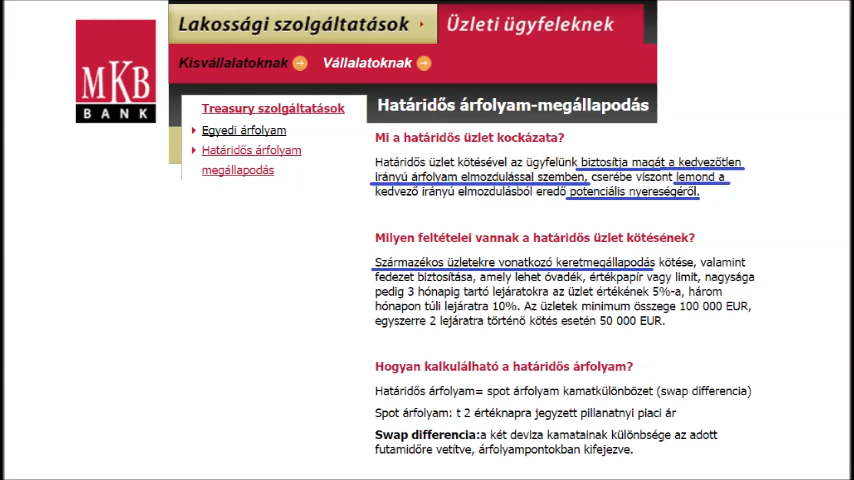 Lakossági szolgáltatások
Üzleti ügyfeleknek
Kisvállalatoknak
Vállalatoknak
MKB
BANK
Treasury szolgáltatások
Egyedi árfolyam
Határidős árfolyam
megállapodás
Határidős árfolyam-megállapodás
Mi a határidős üzlet kockázata?
Határidős üzlet kötésével az ügyfelünk biztosítja magát a kedvezőtlen
irányú árfolyam elmozdulással szemben, cserébe viszont lemond a
kedvező irányú elmozdulásból eredő potenciális nyereségéről.
Milyen feltételei vannak a határidős üzlet kötésének?
Származékos üzletekre vonatkozó keretmegállapodás kötése, valamint
fedezet biztosítása, amely lehet óvadék, értékpapír vagy limit, nagysága
pedig 3 hónapig tartó lejáratokra az üzlet értékének 5%-a, három
hónapon túli lejáratra 10%. Az üzletek minimum összege 100 000 EUR,
egyszerre 2 lejáratra történő kötés esetén 50 000 EUR.
Hogyan kalkulálható a határidős árfolyam?
Határidős árfolyam= spot árfolyam kamatkülönbözet (swap differencia)
Spot árfolyam: t 2 értéknapra jegyzett pillanatnyi piaci ár
Swap differencia:a két deviza kamatainak különbsége az adott
futamidőre vetítve, árfolyampontokban kifejezve.